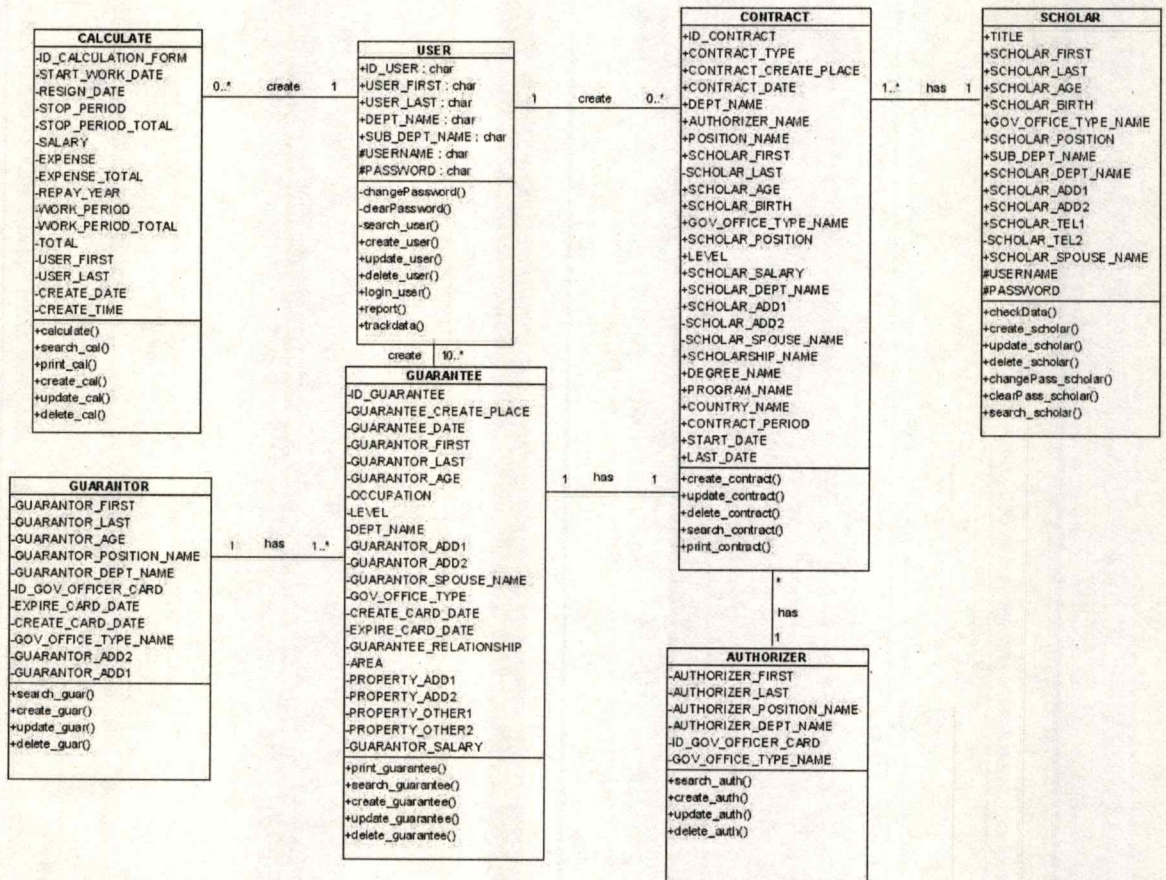 CALCULATE
-ID_CALCULATION_FORM
-START_WORK_DATE
-RESIGN_DATE
-STOP_PERIOD
-STOP_PERIOD_TOTAL
-SALARY
-EXPENSE
-EXPENSE_TOTAL
-REPAY_YEAR
-WORK_PERIOD
-WORK_PERIOD_TOTAL
-TOTAL
-USER_FIRST
-USER_LAST
-CREATE_DATE
-CREATE_TIME
+calculate()
+search_cal()
+print_cal()
+create_cal()
+update_cal()
+delete_cal()
0..* create 1
USER
+ID_USER : char
+USER_FIRST : char
+USER_LAST : char
+DEPT_NAME : char
+SUB_DEPT_NAME : char
#USERNAME : char
#PASSWORD : char
-changePassword()
-clearPassword()
-search_user()
+create_user()
+update_user()
+delete_user()
+login_user()
+report()
+trackdata()
1 create 0..*
create 10..*
CONTRACT
+ID_CONTRACT
+CONTRACT_TYPE
+CONTRACT_CREATE_PLACE
+CONTRACT_DATE
+DEPT_NAME
+AUTHORIZER_NAME
+POSITION_NAME
+SCHOLAR_FIRST
-SCHOLAR_LAST
+SCHOLAR_AGE
+SCHOLAR_BIRTH
+GOV_OFFICE_TYPE_NAME
+SCHOLAR_POSITION
+LEVEL
+SCHOLAR_SALARY
+SCHOLAR_DEPT_NAME
+SCHOLAR_ADD1
-SCHOLAR_ADD2
-SCHOLAR_SPOUSE_NAME
+SCHOLARSHIP_NAME
+DEGREE_NAME
+PROGRAM_NAME
+COUNTRY_NAME
+CONTRACT_PERIOD
+START_DATE
+LAST_DATE
+create_contract()
+update_contract()
+delete_contract()
+search_contract()
+print_contract()
1..* has 1
SCHOLAR
+TITLE
+SCHOLAR_FIRST
+SCHOLAR_LAST
+SCHOLAR_AGE
+SCHOLAR_BIRTH
+GOV_OFFICE_TYPE_NAME
+SCHOLAR_POSITION
+SUB_DEPT_NAME
+SCHOLAR_DEPT_NAME
+SCHOLAR_ADD1
+SCHOLAR_ADD2
+SCHOLAR_TEL1
-SCHOLAR_TEL2
+SCHOLAR_SPOUSE_NAME
#USERNAME
#PASSWORD
+checkData()
+create_scholar()
+update_scholar()
+delete_scholar()
+changePass_scholar()
+clearPass_scholar()
+search_scholar()
GUARANTOR
-GUARANTOR_FIRST
-GUARANTOR_LAST
-GUARANTOR_AGE
-GUARANTOR_POSITION_NAME
-GUARANTOR_DEPT_NAME
-ID_GOV_OFFICER_CARD
-EXPIRE_CARD_DATE
-CREATE_CARD_DATE
-GOV_OFFICE_TYPE_NAME
-GUARANTOR_ADD2
-GUARANTOR_ADD1
+search_guar()
+create_guar()
+update_guar()
+delete_guar()
1 has 1..*
GUARANTEE
-ID_GUARANTEE
-GUARANTEE_CREATE_PLACE
-GUARANTEE_DATE
-GUARANTOR_FIRST
-GUARANTOR_LAST
-GUARANTOR_AGE
-OCCUPATION
-LEVEL
-DEPT_NAME
-GUARANTOR_ADD1
-GUARANTOR_ADD2
-GUARANTOR_SPOUSE_NAME
-GOV_OFFICE_TYPE
-CREATE_CARD_DATE
-EXPIRE_CARD_DATE
-GUARANTEE_RELATIONSHIP
-AREA
-PROPERTY_ADD1
-PROPERTY_ADD2
-PROPERTY_OTHER1
-PROPERTY_OTHER2
-GUARANTOR_SALARY
+print_guarantee()
+search_guarantee()
+create_guarantee()
+update_guarantee()
+delete_guarantee()
1 has 1
*
has
1
AUTHORIZER
-AUTHORIZER_FIRST
-AUTHORIZER_LAST
-AUTHORIZER_POSITION_NAME
-AUTHORIZER_DEPT_NAME
-ID_GOV_OFFICER_CARD
-GOV_OFFICE_TYPE_NAME
+search_auth()
+create_auth()
+update_auth()
+delete_auth()